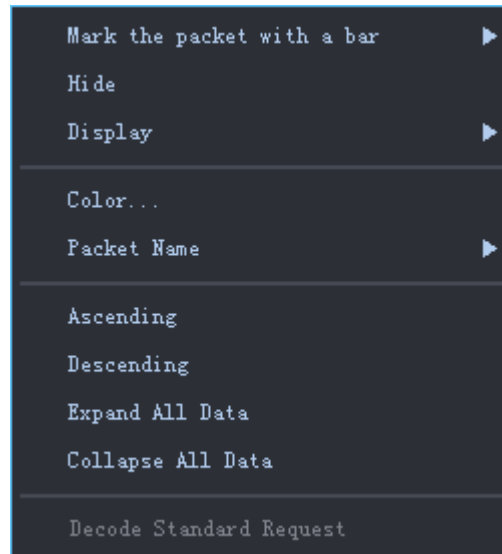 Mark the packet with a bar
Hide
Display
Color...
Packet Name
Ascending
Descending
Expand All Data
Collapse All Data
Decode Standard Request